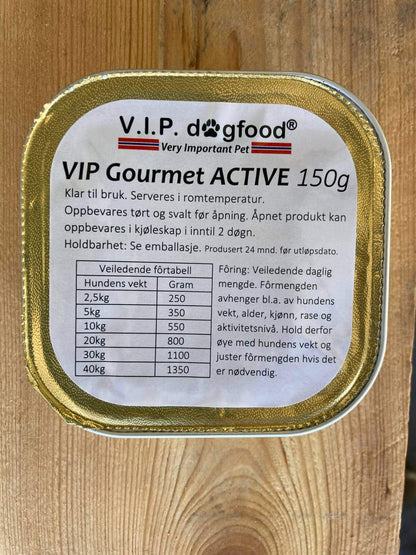 V.I.P. dogfood®
Very Important Pet
VIP Gourmet ACTIVE 150g
Klar til bruk. Serveres i romtemperatur.
Oppbevares tørt og svalt før åpning. Åpnet produkt kan
oppbevares i kjøleskap i inntil 2 døgn.
Holdbarhet: Se emballasje. Produsert 24 mnd. før utløpsdato.
Veiledende fôrtabell
Hundens vekt Gram
2,5kg 250
5kg 350
10kg 550
20kg 800
30kg 1100
40kg 1350
Fôring: Veiledende daglig
mengde. Fôrmengden
avhenger bl.a. av hundens
vekt, alder, kjønn, rase og
aktivitetsnivå. Hold derfor
øye med hundens vekt og
juster fôrmengden hvis det
er nødvendig.